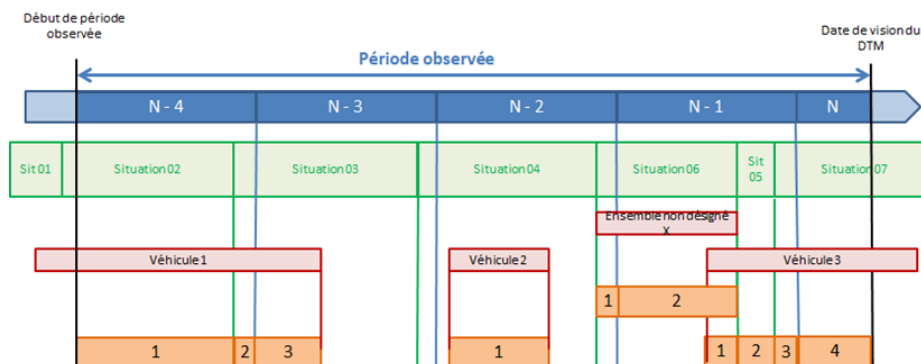 Début de période
observée
Date de vision du
DTM
Période observée
N - 4
N - 3
N - 2
N - 1
N
Sit 01
Situation 02
Situation 03
Situation 04
Situation 06
Sit
05
Situation 07
Ensemble non désigné
X
Véhicule 1
Véhicule 2
Véhicule 3
1
2
1
2
3
1
1
2
3
4